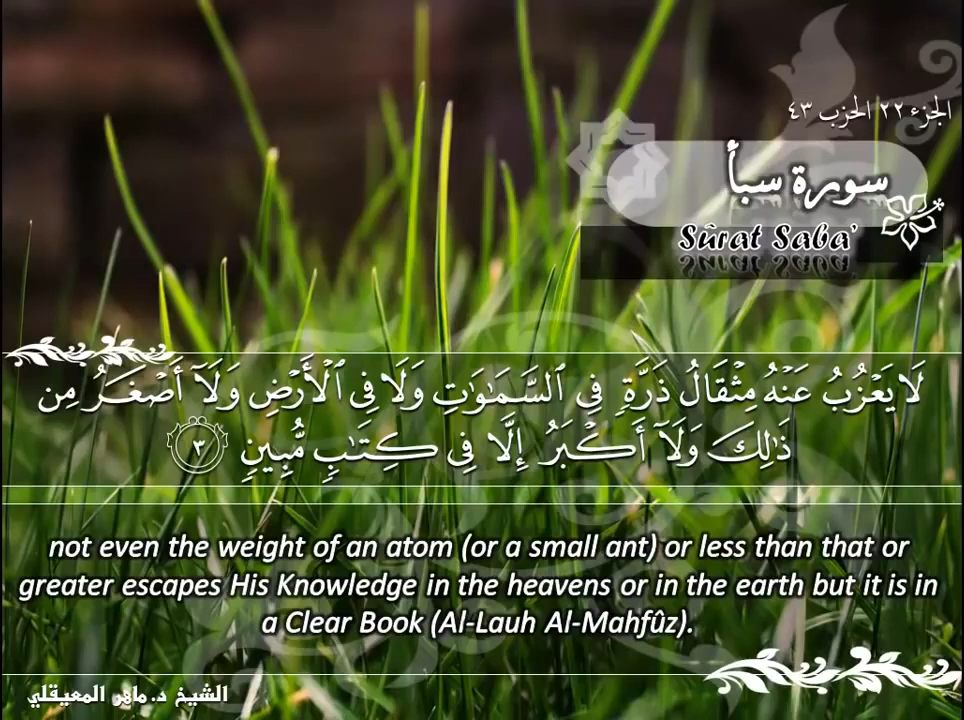 الجزء ٢٢ الحزب ٤٣
سورة سبأ
Sûrat Saba'
لَا يَعْزُبُ عَنْهُ مِثْقَالُ ذَرَّةٍ فِي ٱلسَّمَٰوَٰتِ وَلَا فِي ٱلْأَرْضِ وَلَآ أَصْغَرُ مِن
ذَٰلِكَ وَلَآ أَكْبَرُ إِلَّا فِي كِتَٰبٍ مُّبِينٍ ٣
not even the weight of an atom (or a small ant) or less than that or
greater escapes His Knowledge in the heavens or in the earth but it is in
a Clear Book (Al-Lauh Al-Mahfûz).
الشيخ د. ماهر المعيقلي